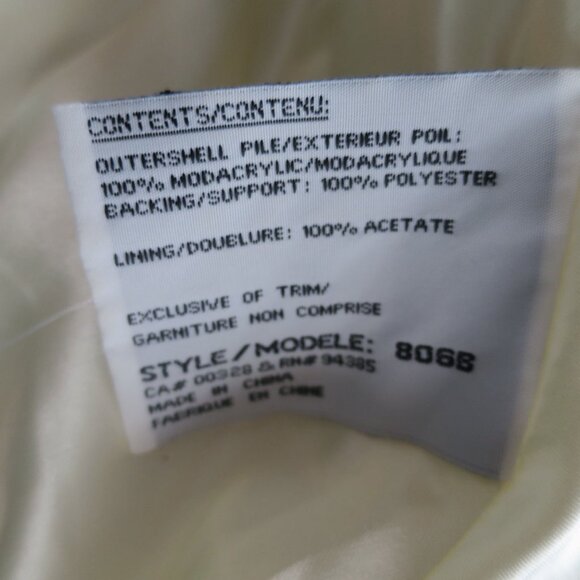 CONTENTS/CONTENU:
OUTERSHELL PILE/EXTERIEUR POIL:
100% MODACRYLIC/MODACRYLIQUE
BACKING/SUPPORT: 100% POLYESTER
LINING/DOUBLURE: 100% ACETATE
EXCLUSIVE OF TRIM/
GARNITURE NON COMPRISE
STYLE/MODELE:
CA# 00328 & RN# 94385
MADE IN CHINA
FABRIQUE EN CHINE